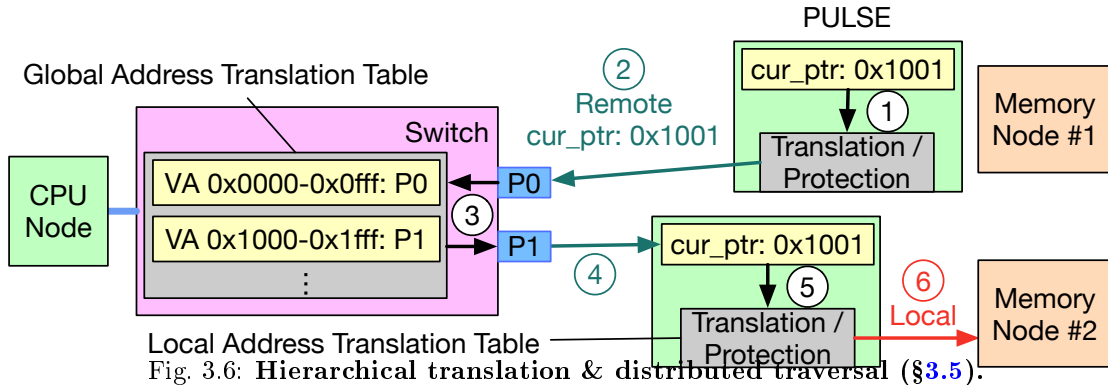 PULSE
Global Address Translation Table
cur_ptr: 0x1001
2
Remote
cur_ptr: 0x1001
1
Memory
Node #1
Translation /
Protection
Switch
CPU
Node
VA 0x0000-0x0fff: P0
P0
3
VA 0x1000-0x1fff: P1
P1
⋮
4
cur_ptr: 0x1001
5
6
Local
Memory
Node #2
Translation /
Protection
Local Address Translation Table
Fig. 3.6: Hierarchical translation & distributed traversal (§3.5).